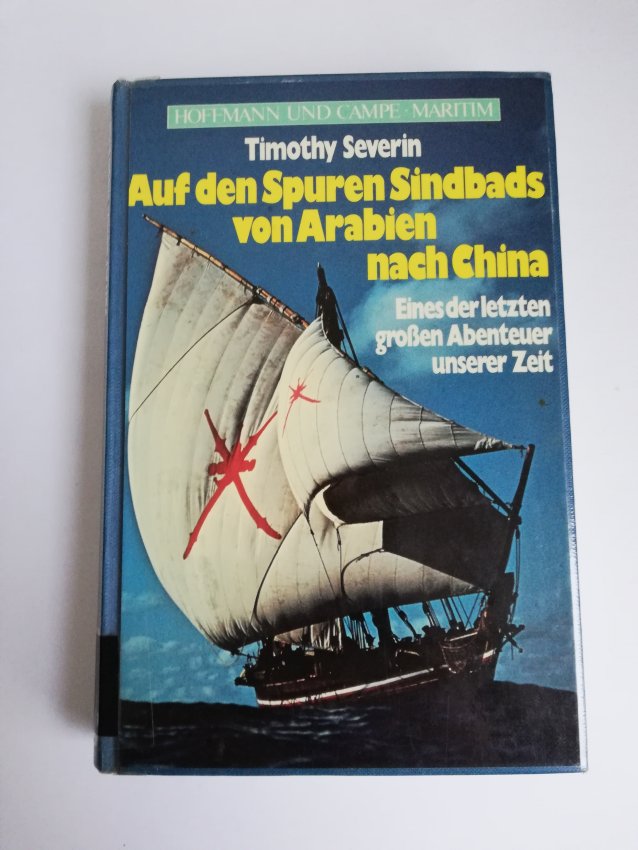 HOFFMANN UND CAMPE · MARITIM
Timothy Severin
Auf den Spuren Sindbads
von Arabien
nach China
Eines der letzten
großen Abenteuer
unserer Zeit